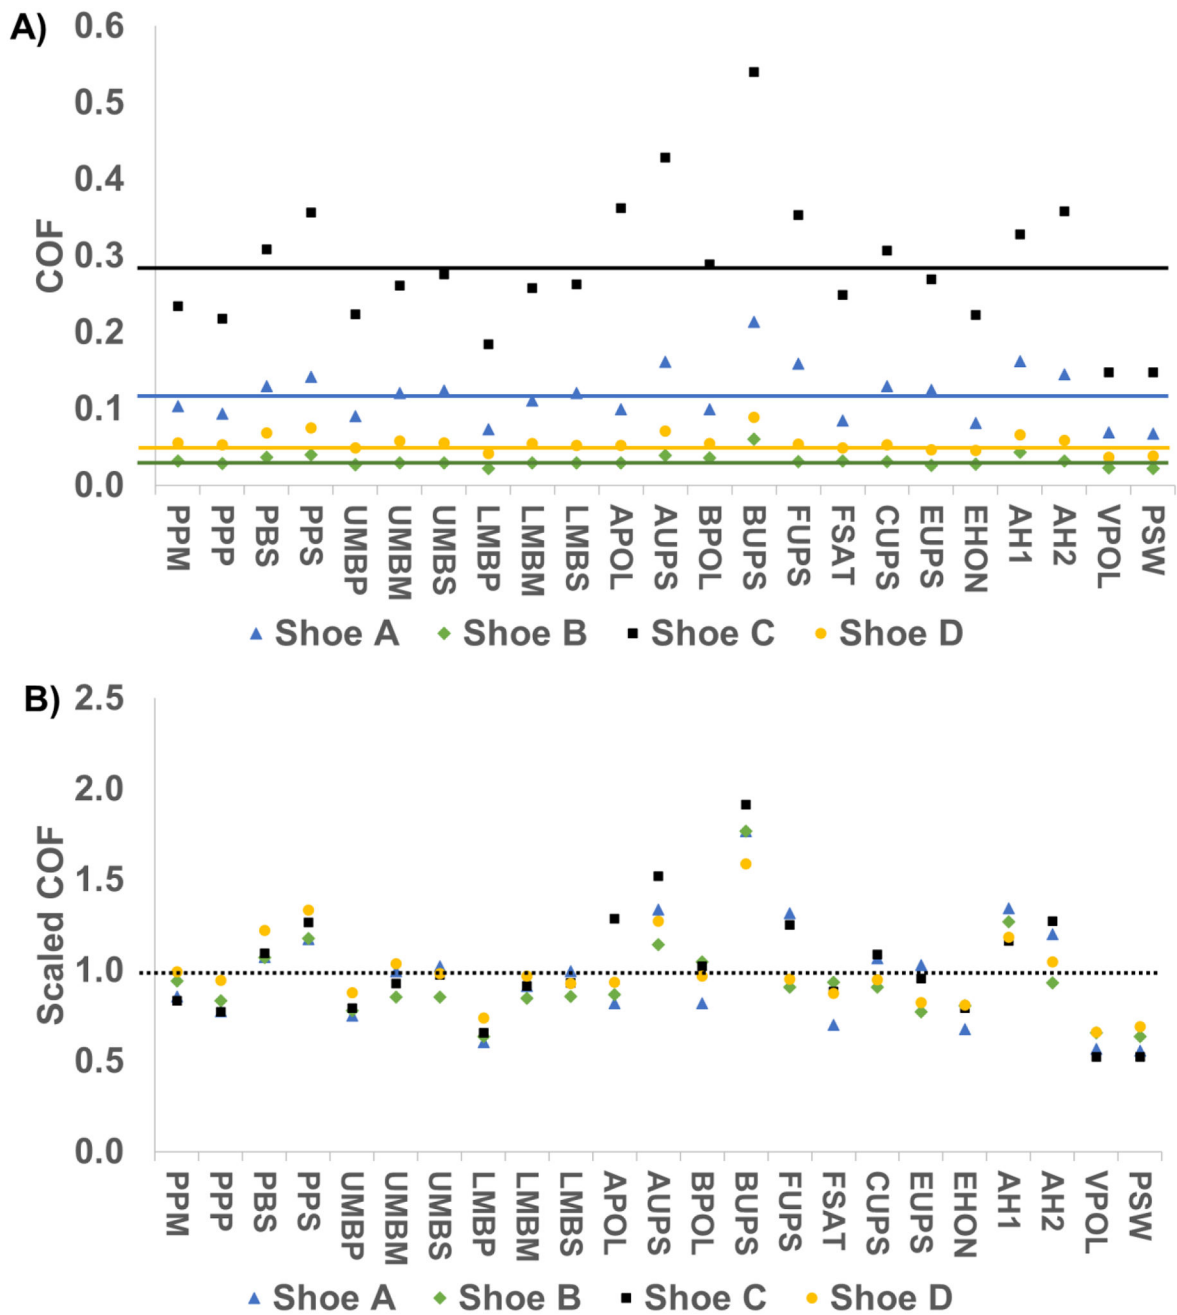 A)
0.6
0.5
0.4
0.3
0.2
0.1
0.0
COF
PPM PPP PBS PPS UMBP UMBM UMBS LMBP LMBM LMBS APOL AUPS BPOL BUPS FUPS FSAT CUPS EUPS EHON AH1 AH2 VPOL PSW
Shoe A Shoe B Shoe C Shoe D
B)
2.5
2.0
1.5
1.0
0.5
0.0
Scaled COF
PPM PPP PBS PPS UMBP UMBM UMBS LMBP LMBM LMBS APOL AUPS BPOL BUPS FUPS FSAT CUPS EUPS EHON AH1 AH2 VPOL PSW
Shoe A Shoe B Shoe C Shoe D